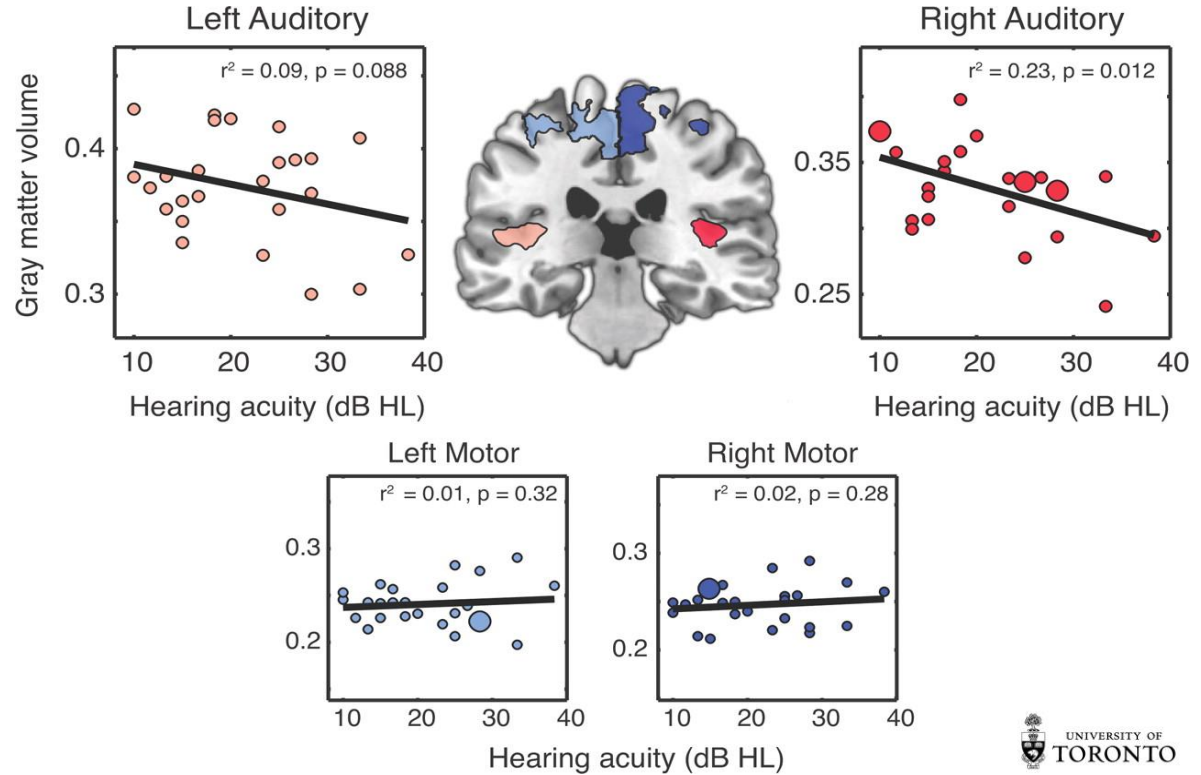 Left Auditory
r² = 0.09, p = 0.088
Gray matter volume
0.4
0.3
10 20 30 40
Hearing acuity (dB HL)
Right Auditory
r² = 0.23, p = 0.012
0.35
0.25
10 20 30 40
Hearing acuity (dB HL)
Left Motor
r² = 0.01, p = 0.32
0.3
0.2
10 20 30 40
Right Motor
r² = 0.02, p = 0.28
0.3
0.2
10 20 30 40
Hearing acuity (dB HL)
UNIVERSITY OF
TORONTO